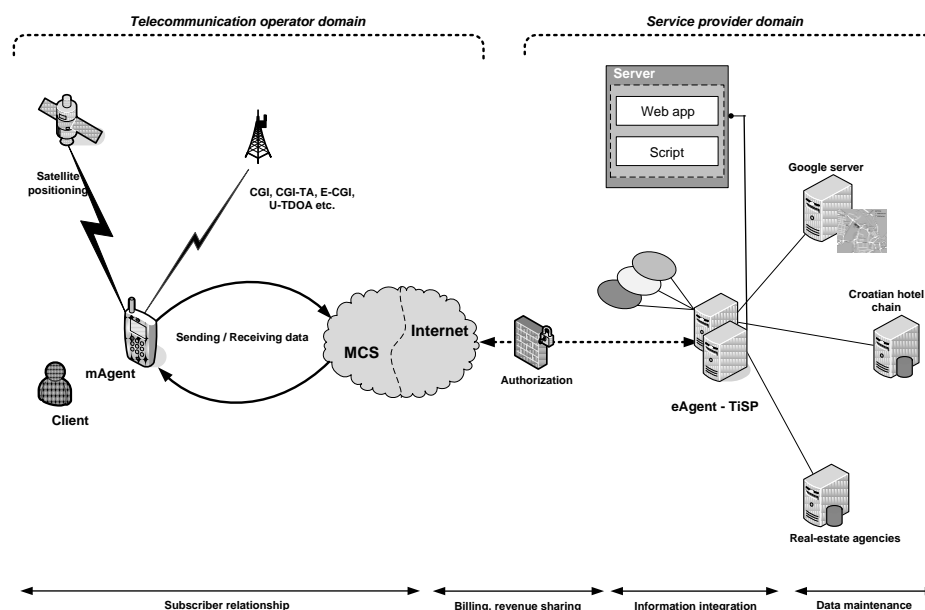 Telecommunication operator domain
Service provider domain
Server
Web app
Script
Satellite
positioning
CGI, CGI-TA, E-CGI,
U-TDOA etc.
Google server
Croatian hotel
chain
Sending / Receiving data
MCS
Internet
mAgent
Client
Authorization
eAgent - TiSP
Real-estate agencies
Subscriber relationship
Billing, revenue sharing
Information integration
Data maintenance